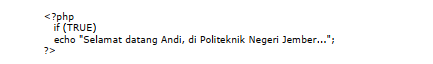 <?php
if (TRUE)
echo "Selamat datang Andi, di Politeknik Negeri Jember...";
?>